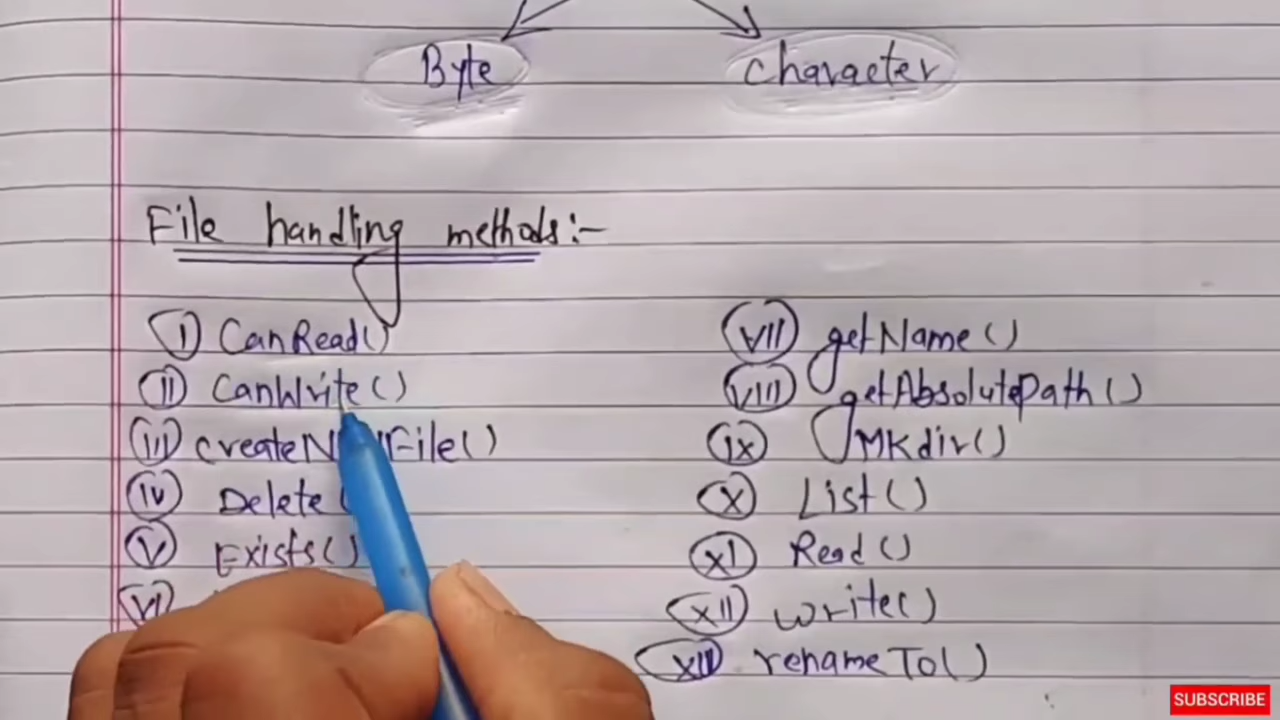 Byte
Character
File handling methods:-
i) CanRead()
ii) CanWrite()
iii) createN File()
iv) Delete (
v) Exists()
vi)
vii) getName()
viii) getAbsolutePath()
ix) MKdir()
x) List()
xi) Read()
xii) write()
xiii) renameTo()
SUBSCRIBE